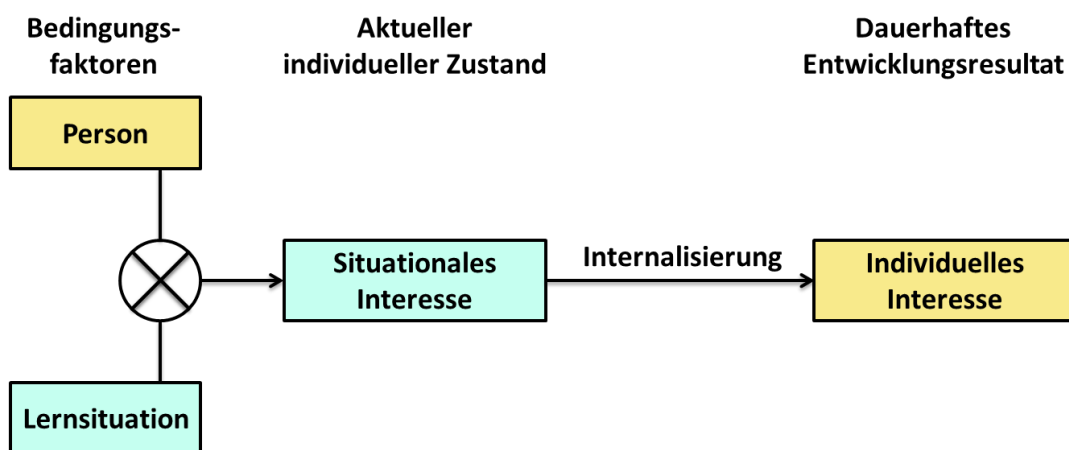 Bedingungs-
faktoren
Aktueller
individueller Zustand
Dauerhaftes
Entwicklungsresultat
Person
Situationales
Interesse
Internalisierung
Individuelles
Interesse
Lernsituation